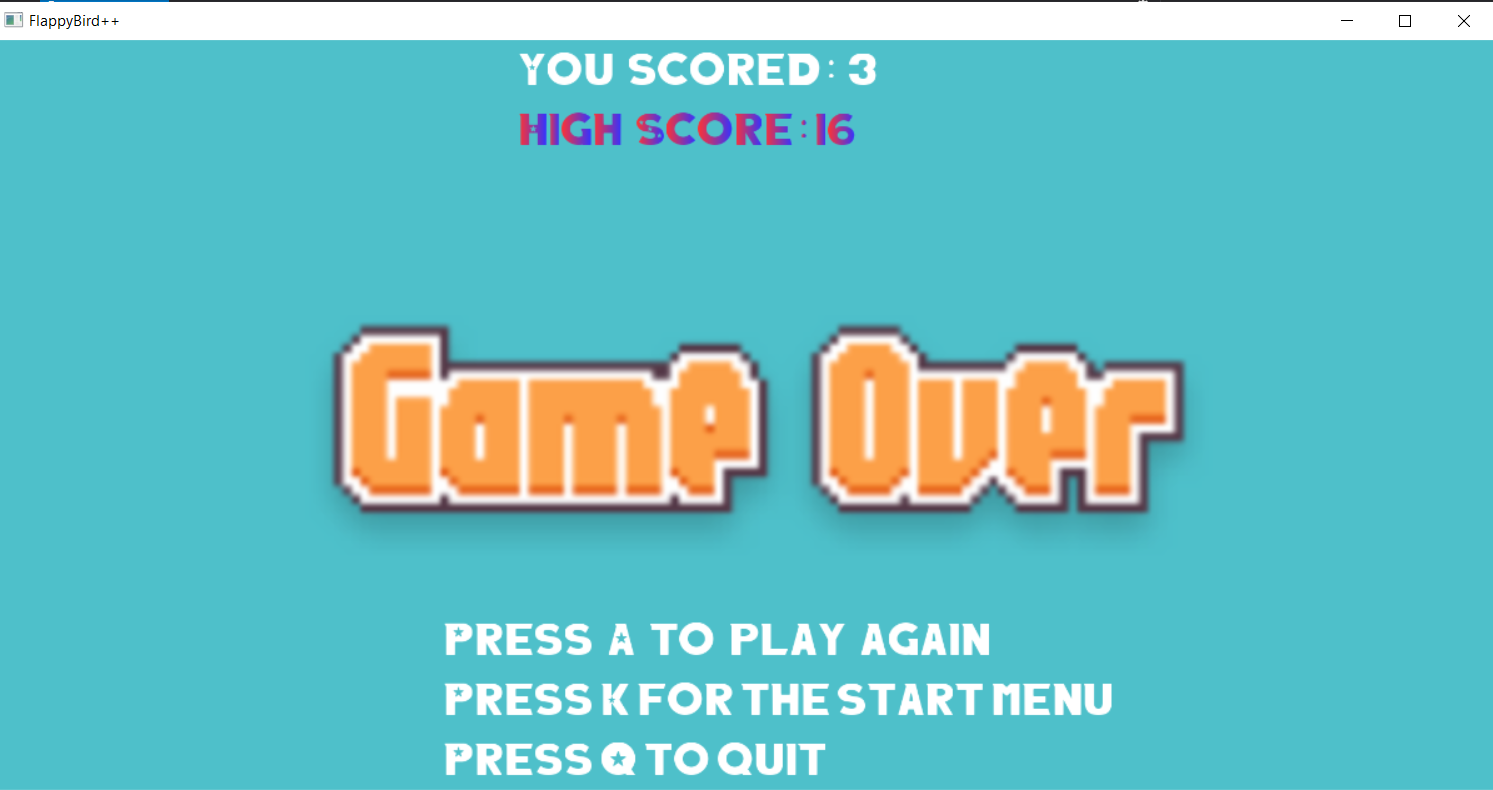 FlappyBird++
YOU SCORED: 3
HIGH SCORE:16
Game Over
PRESS A TO PLAY AGAIN
PRESS K FOR THE START MENU
PRESS Q TO QUIT